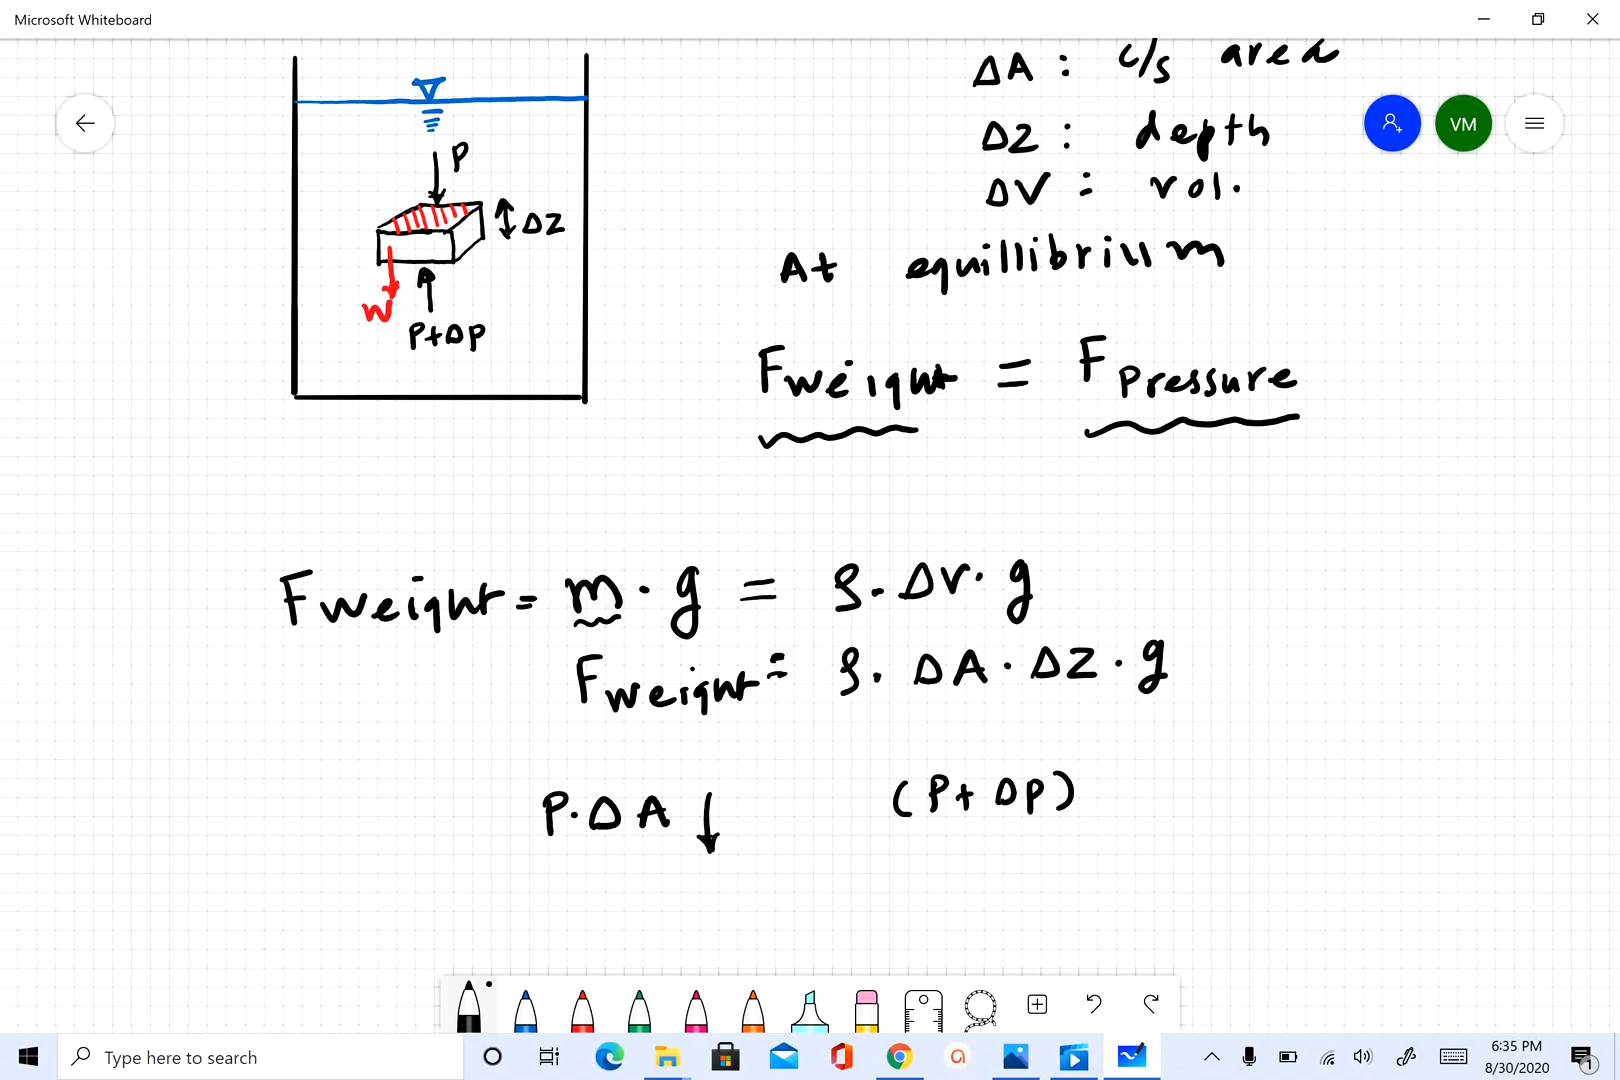 Microsoft Whiteboard
ΔA : c/s area
ΔZ : depth
ΔV : vol.
VM
P
ΔZ
W
P+ΔP
At equillibrium
Fweight = FPressure
Fweight = m · g = ρ. ΔV. g
Fweight = ρ. ΔA · ΔZ · g
P·ΔA ↓ (P+ ΔP)
Type here to search
6:35 PM
8/30/2020
1